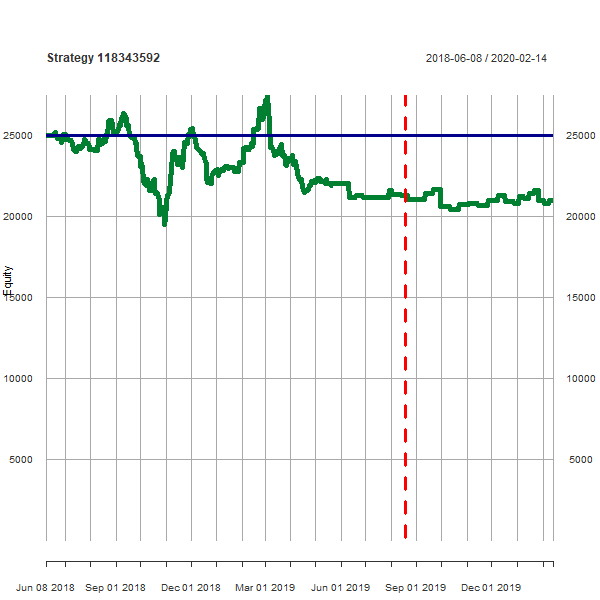 Strategy 118343592
2018-06-08 / 2020-02-14
25000 25000
20000 20000
Equity
15000 15000
10000 10000
5000 5000
Jun 08 2018 Sep 01 2018 Dec 01 2018 Mar 01 2019 Jun 01 2019 Sep 01 2019 Dec 01 2019